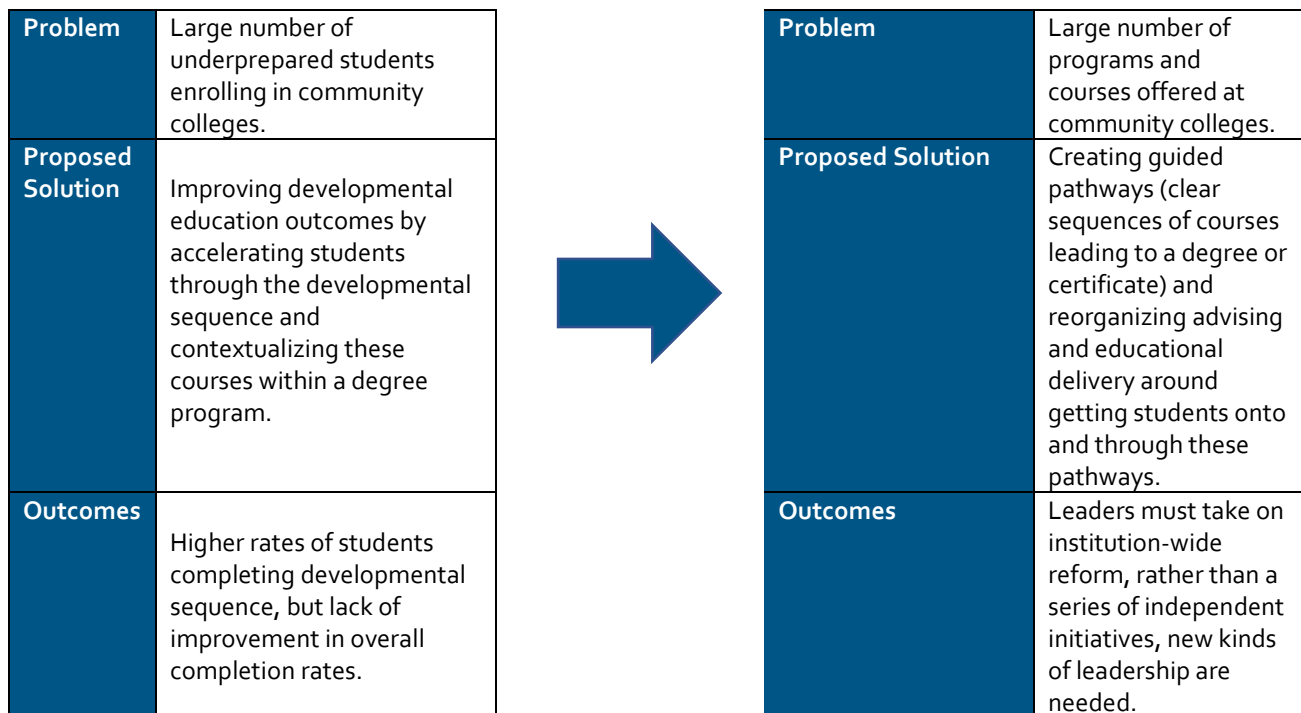 Problem
Large number of
underprepared students
enrolling in community
colleges.
Proposed
Solution
Improving developmental
education outcomes by
accelerating students
through the developmental
sequence and
contextualizing these
courses within a degree
program.
Outcomes
Higher rates of students
completing developmental
sequence, but lack of
improvement in overall
completion rates.
Problem
Large number of
programs and
courses offered at
community colleges.
Proposed Solution
Creating guided
pathways (clear
sequences of courses
leading to a degree or
certificate) and
reorganizing advising
and educational
delivery around
getting students onto
and through these
pathways.
Outcomes
Leaders must take on
institution-wide
reform, rather than a
series of independent
initiatives, new kinds
of leadership are
needed.